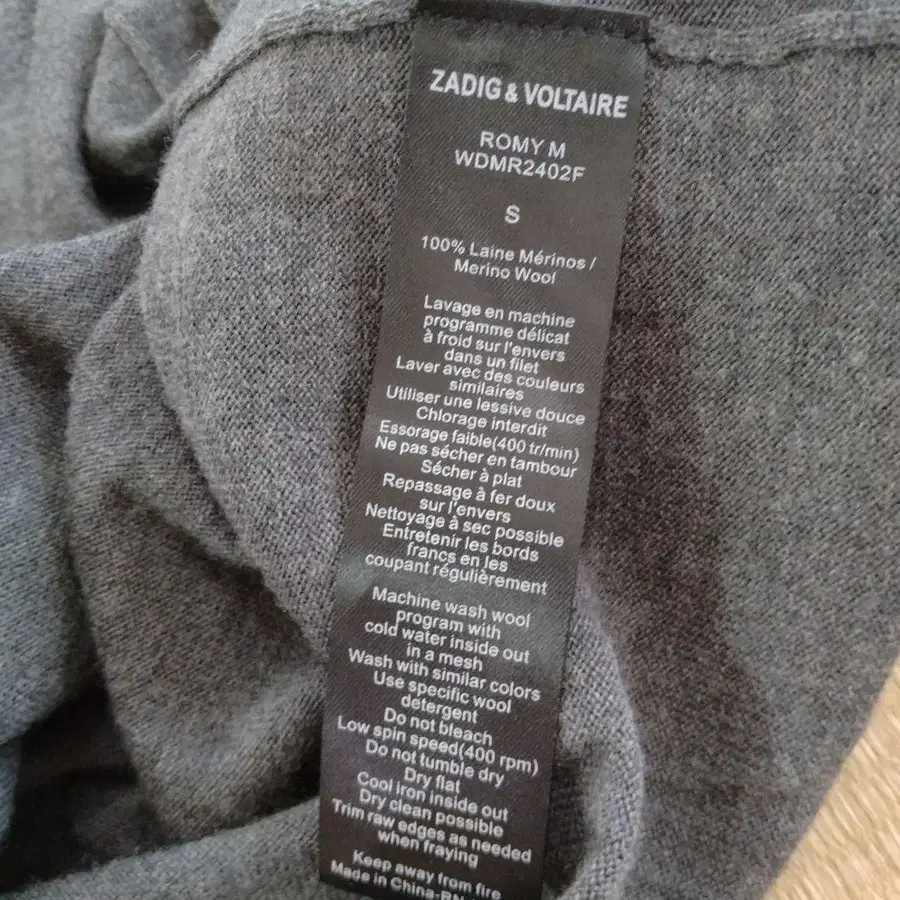 ZADIG & VOLTAIRE
ROMY M
WDMR2402F
S
100% Laine Mérinos /
Merino Wool
Lavage en machine
programme délicat
à froid sur l'envers
dans un filet
Laver avec des couleurs
similaires
Utiliser une lessive douce
Chlorage interdit
Essorage faible(400 tr/min)
Ne pas sécher en tambour
Sécher à plat
Repassage à fer doux
sur l'envers
Nettoyage à sec possible
Entretenir les bords
francs en les
coupant régulièrement
Machine wash wool
program with
cold water inside out
in a mesh
Wash with similar colors
Use specific wool
detergent
Do not bleach
Low spin speed(400 rpm)
Do not tumble dry
Dry flat
Cool iron inside out
Dry clean possible
Trim raw edges as needed
when fraying
Keep away from fire
Made in China-RN